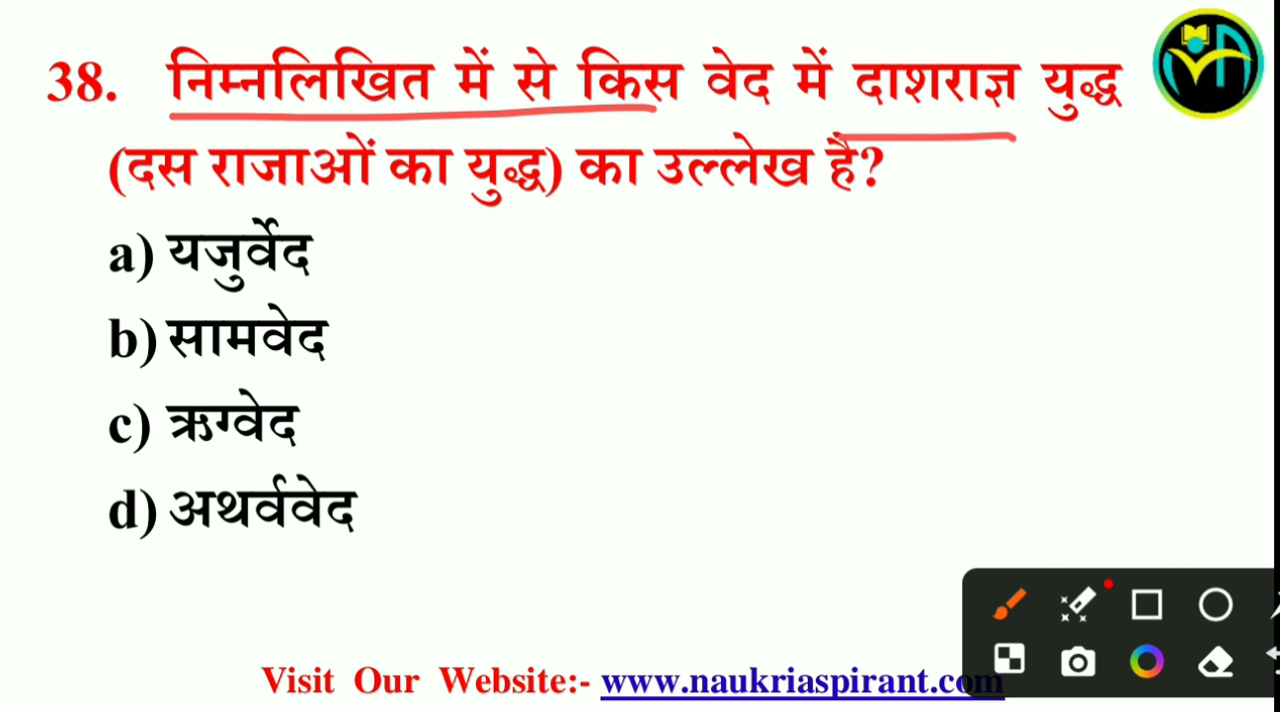 38. निम्नलिखित में से किस वेद में दाशराज्ञ युद्ध
(दस राजाओं का युद्ध) का उल्लेख है?
a) यजुर्वेद
b) सामवेद
c) ऋग्वेद
d) अथर्ववेद
Visit Our Website:- www.naukriaspirant.com